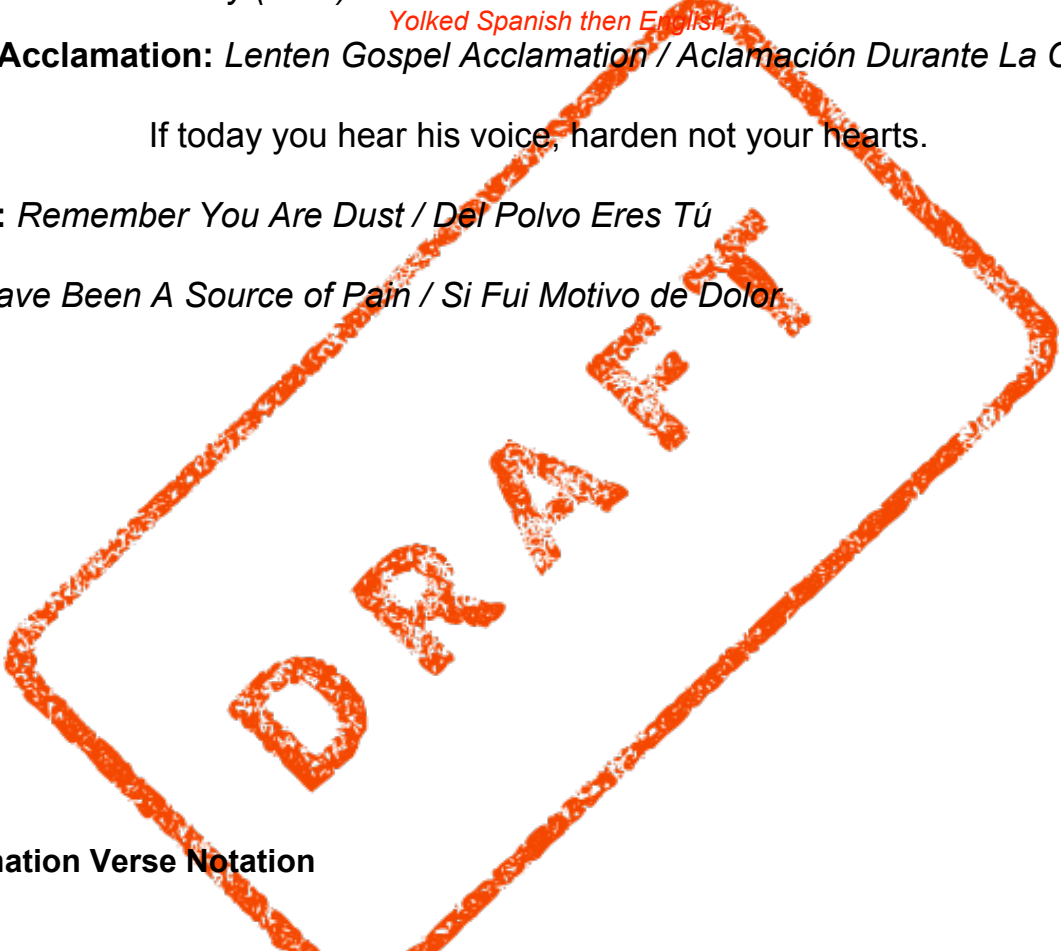 Yolked Spanish then English
Acclamation: Lenten Gospel Acclamation / Aclamación Durante La
If today you hear his voice, harden not your hearts.
: Remember You Are Dust / Del Polvo Eres Tú
ave Been A Source of Pain / Si Fui Motivo de Dolor
DRAFT
nation Verse Notation